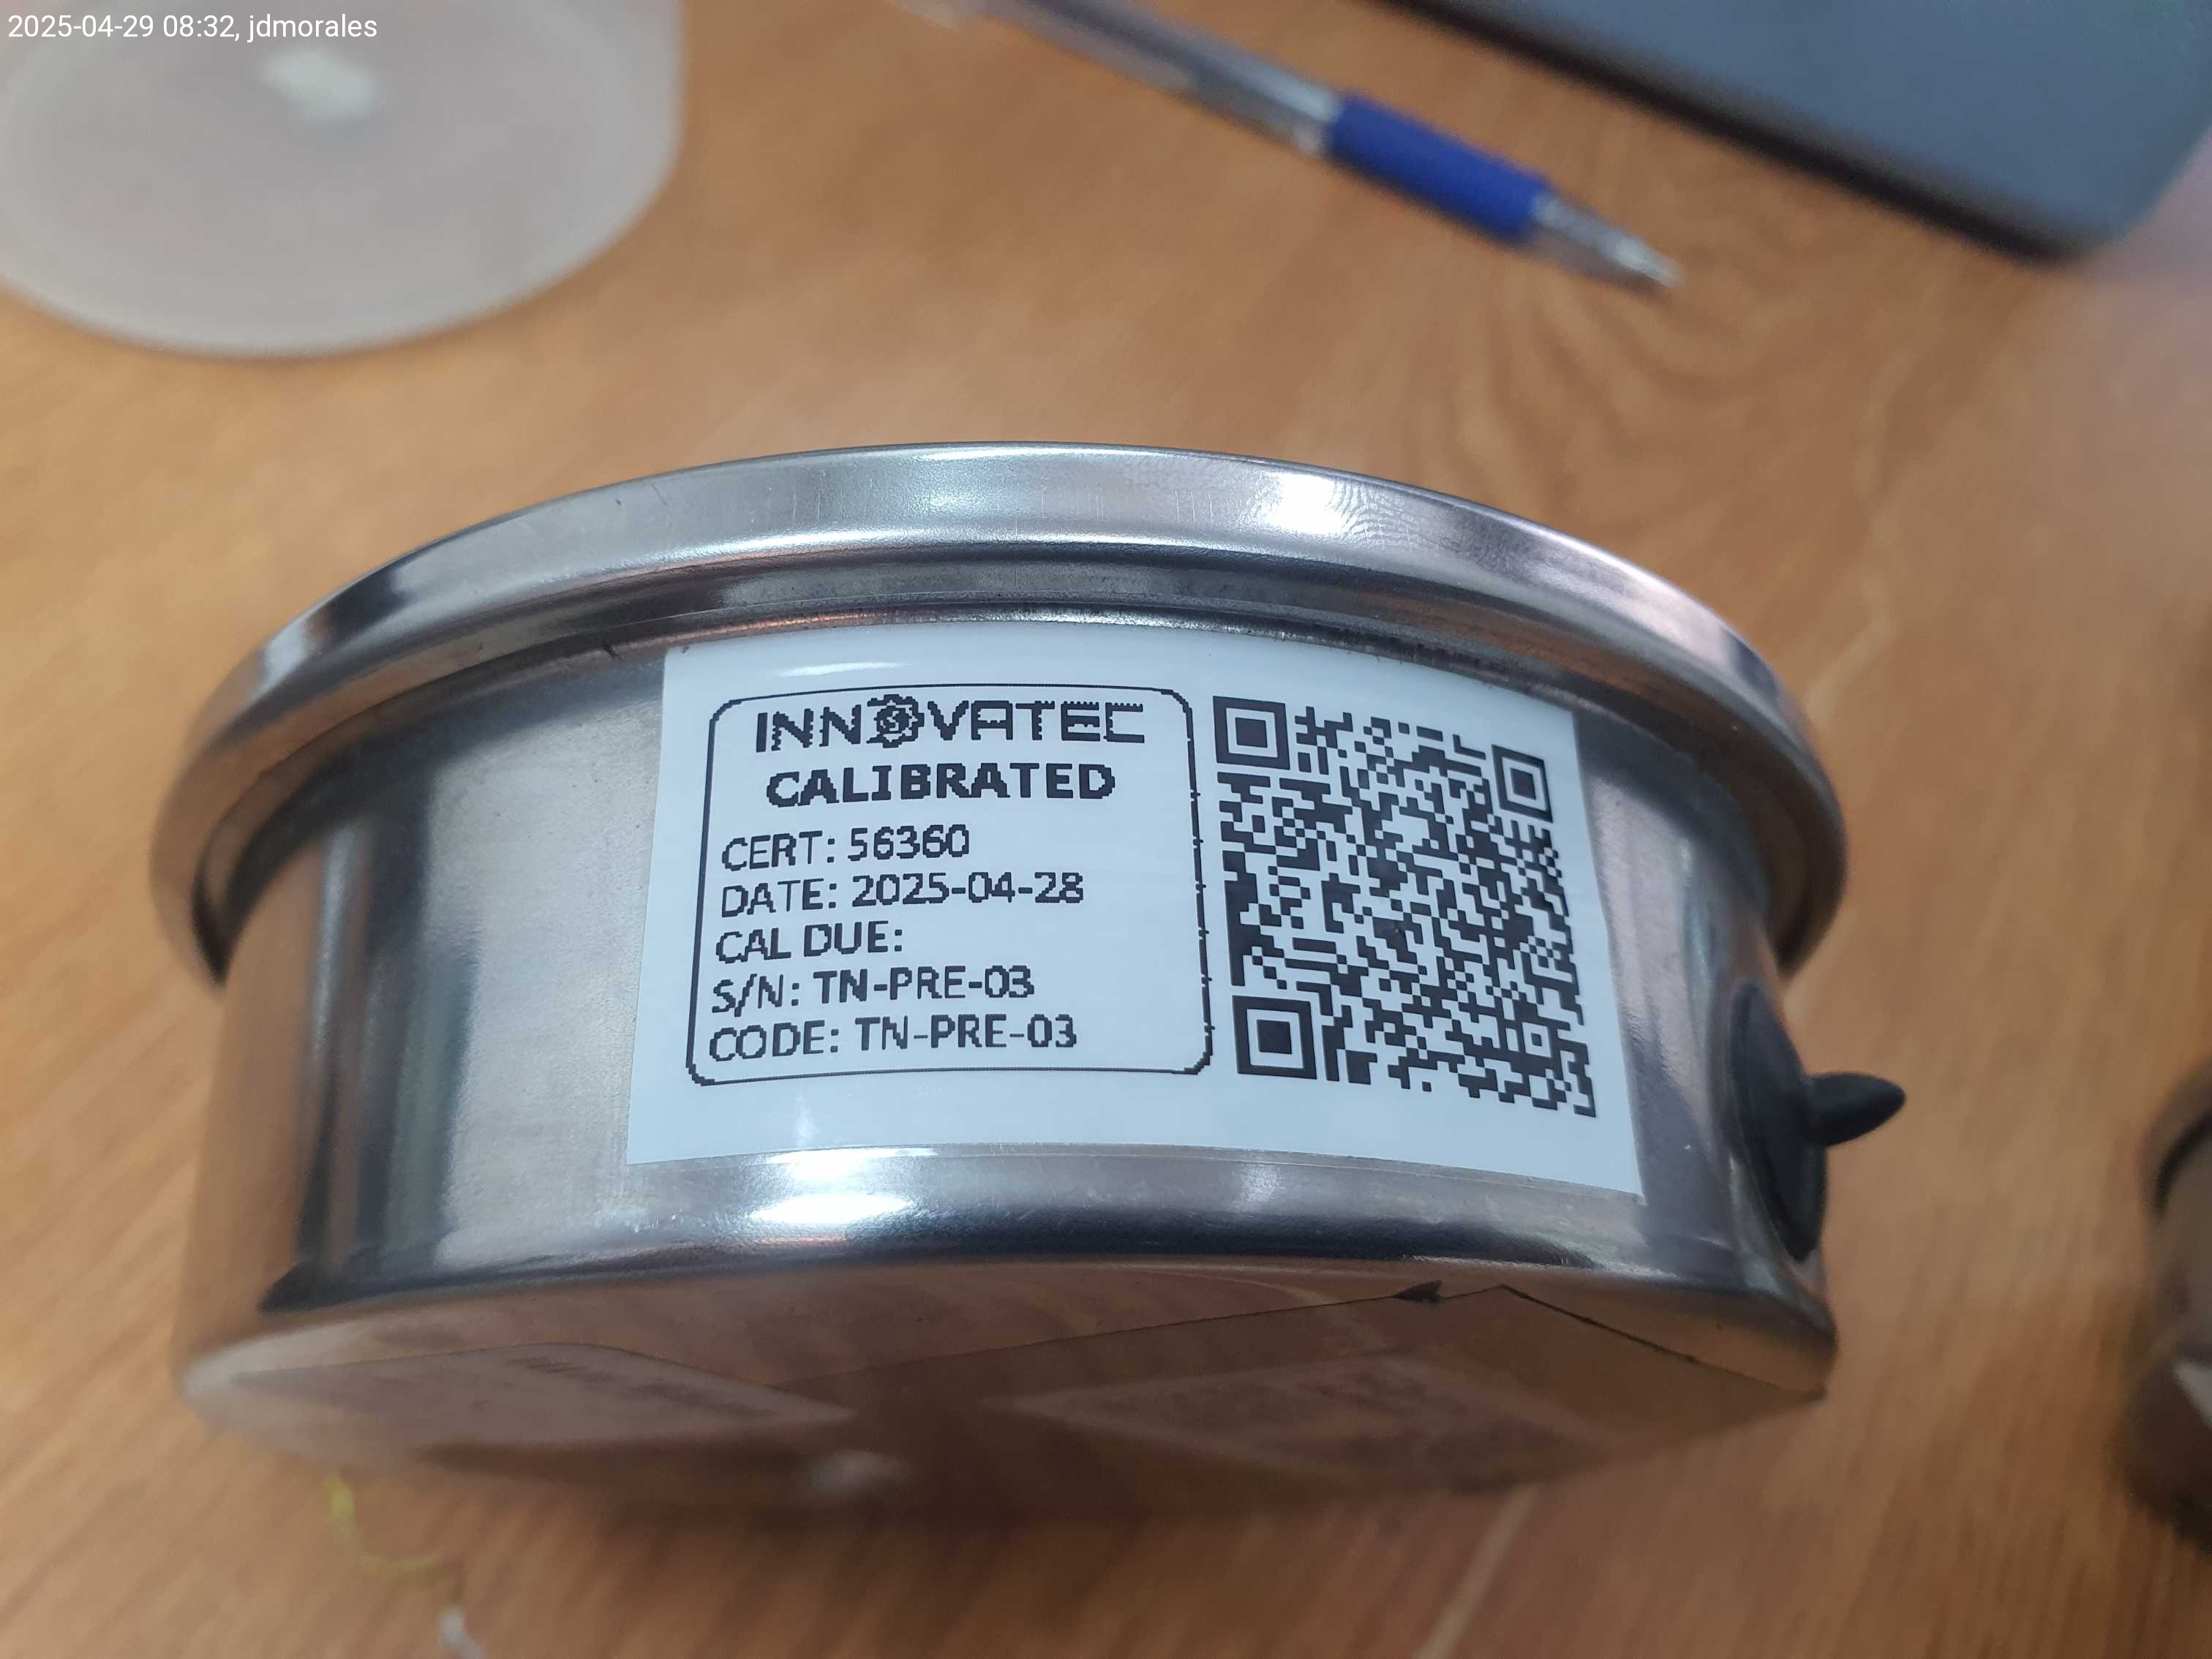 2025-04-29 08:32, jdmorales
INNOVATEC
CALIBRATED
CERT: 56360
DATE: 2025-04-28
CAL DUE:
S/N: TN-PRE-03
CODE: TN-PRE-03